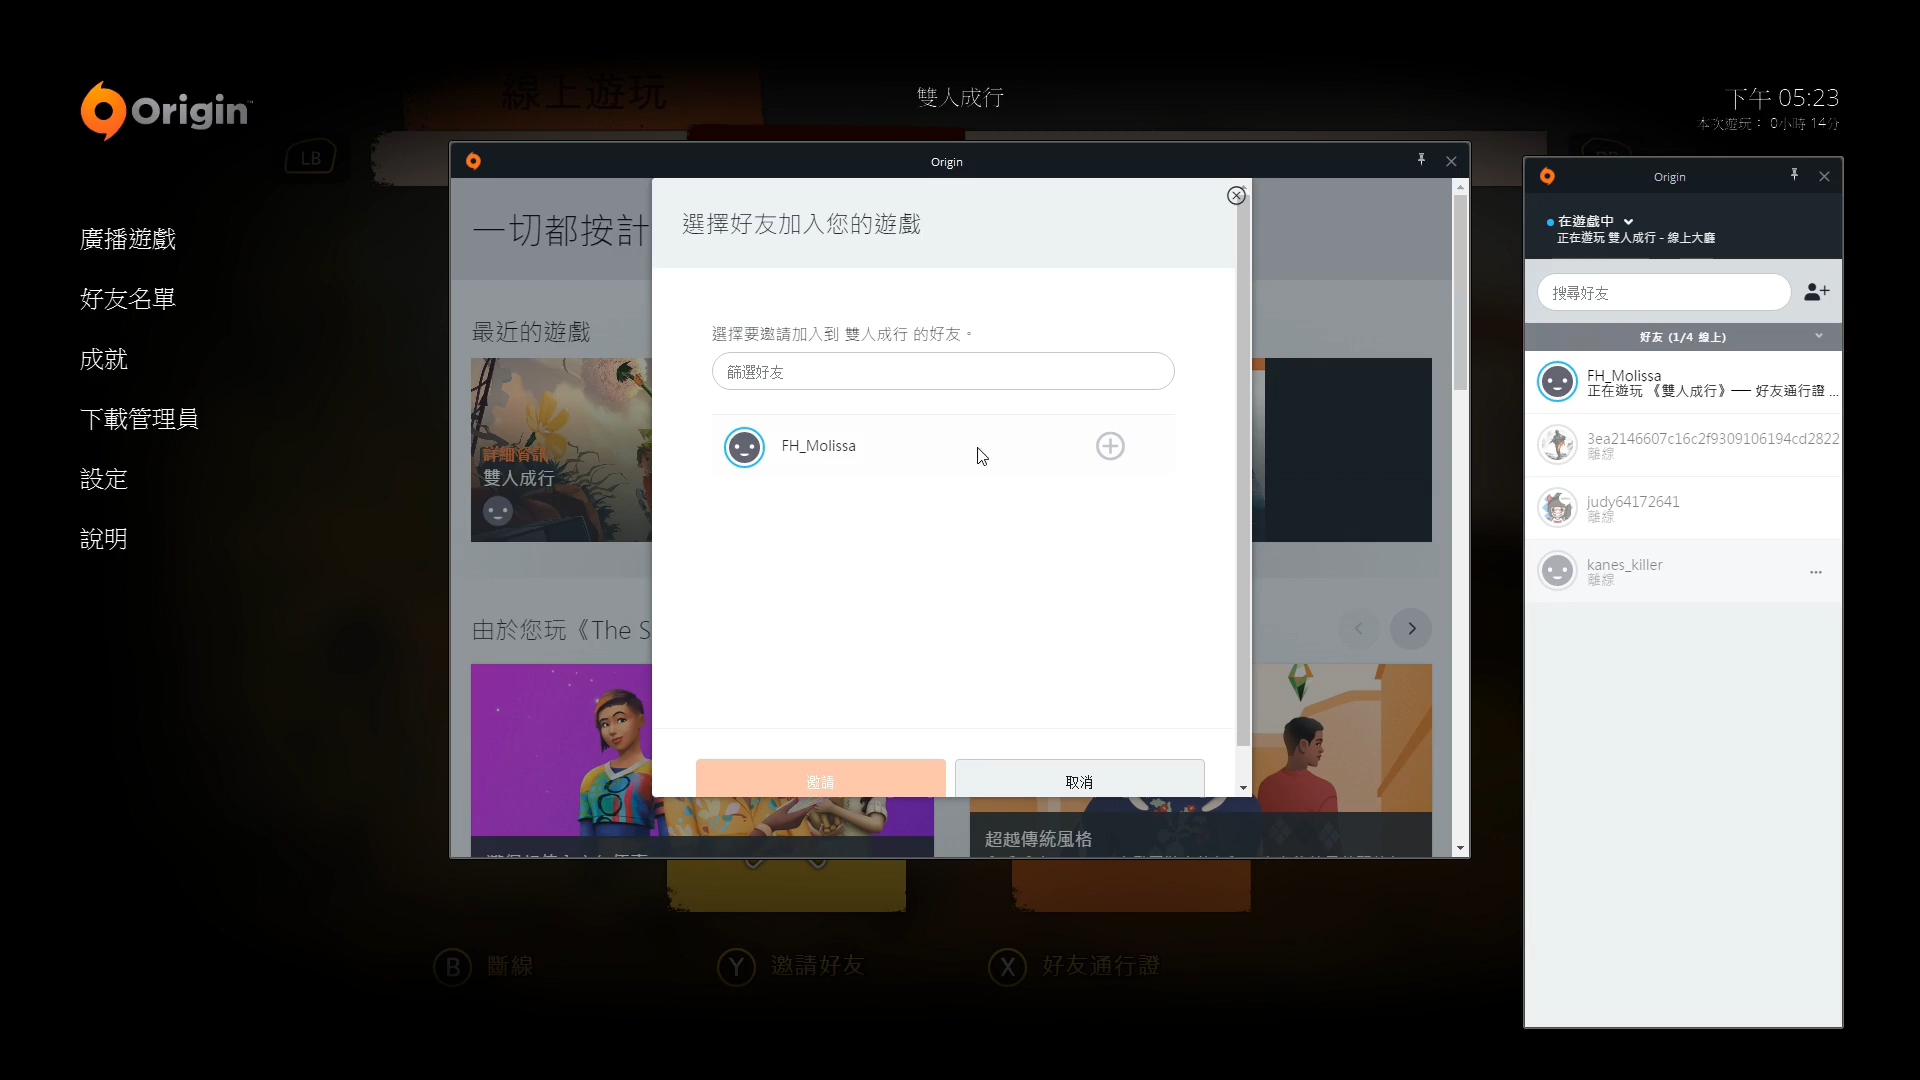 線上遊玩
Origin
雙人成行
下午 05:23
本次遊玩： 0小時 14分
LB
廣播遊戲
好友名單
成就
下載管理員
設定
說明
Origin
一切都按計
選擇好友加入您的遊戲
最近的遊戲
選擇要邀請加入到 雙人成行 的好友。
篩選好友
FH_Molissa
詳細資訊
雙人成行
由於您玩《The S
邀請
取消
超越傳統風格
Origin
在遊戲中
正在遊玩 雙人成行 - 線上大廳
搜尋好友
好友 (1/4 線上)
FH_Molissa
正在遊玩 《雙人成行》── 好友通行證 ...
3ea2146607c16c2f9309106194cd2822
離線
judy64172641
離線
kanes_killer
離線
B 斷線
Y 邀請好友
X 好友通行證